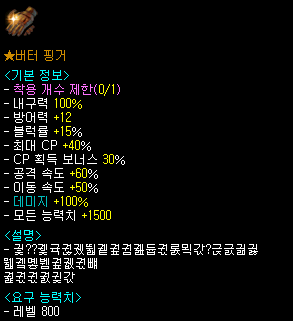 ★버터 핑거
<기본 정보>
- 착용 개수 제한(0/1)
- 내구력 100%
- 방어력 +12
- 블럭률 +15%
- 최대 CP +40%
- CP 획득 보너스 30%
- 공격 속도 +60%
- 이동 속도 +50%
- 데미지 +100%
- 모든 능력치 +1500
<설명>
<요구 능력치>
- 레벨 800